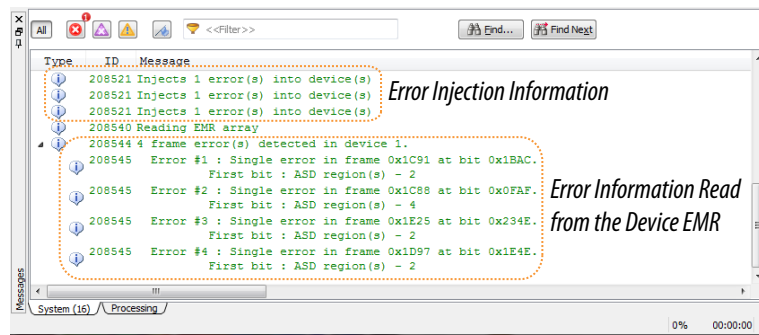 All
1
<<Filter>>
Find...
Find Next
Type ID Message
208521 Injects 1 error(s) into device(s)
208521 Injects 1 error(s) into device(s)
208521 Injects 1 error(s) into device(s)
Error Injection Information
208540 Reading EMR array
208544 4 frame error(s) detected in device 1.
208545 Error #1 : Single error in frame 0x1C91 at bit 0x1BAC.
First bit : ASD region(s) - 2
208545 Error #2 : Single error in frame 0x1C88 at bit 0x0FAF.
First bit : ASD region(s) - 4
208545 Error #3 : Single error in frame 0x1E25 at bit 0x234E.
First bit : ASD region(s) - 2
208545 Error #4 : Single error in frame 0x1D97 at bit 0x1E4E.
First bit : ASD region(s) - 2
Error Information Read
from the Device EMR
Messages
System (16)
Processing
0% 00:00:00